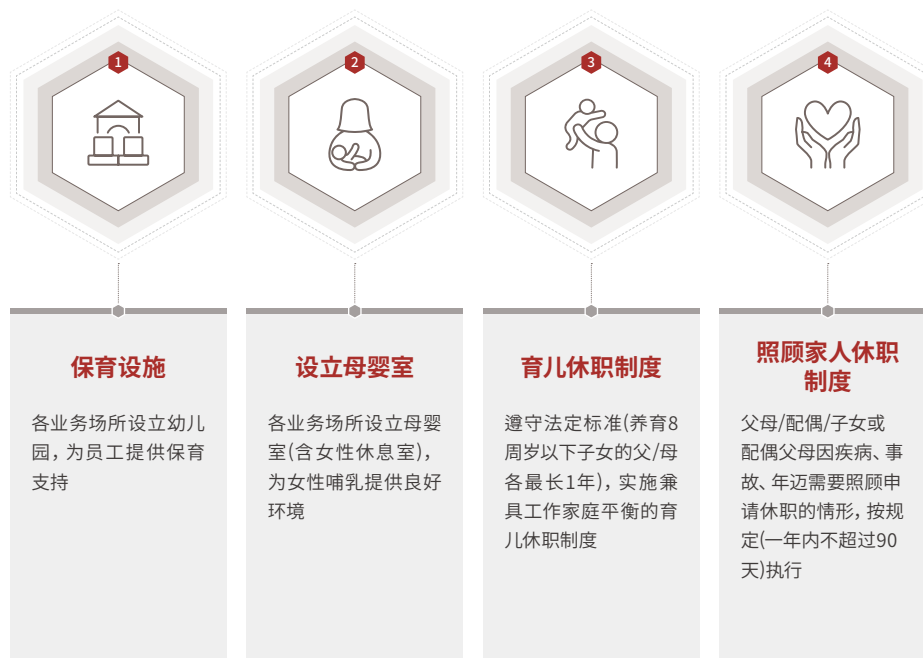 1
保育设施
各业务场所设立幼儿
园，为员工提供保育
支持
2
设立母婴室
各业务场所设立母婴
室(含女性休息室)，
为女性哺乳提供良好
环境
3
育儿休职制度
遵守法定标准(养育8
周岁以下子女的父/母
各最长1年)，实施兼
具工作家庭平衡的育
儿休职制度
4
照顾家人休职
制度
父母/配偶/子女或
配偶父母因疾病、事
故、年迈需要照顾申
请休职的情形，按规
定(一年内不超过90
天)执行